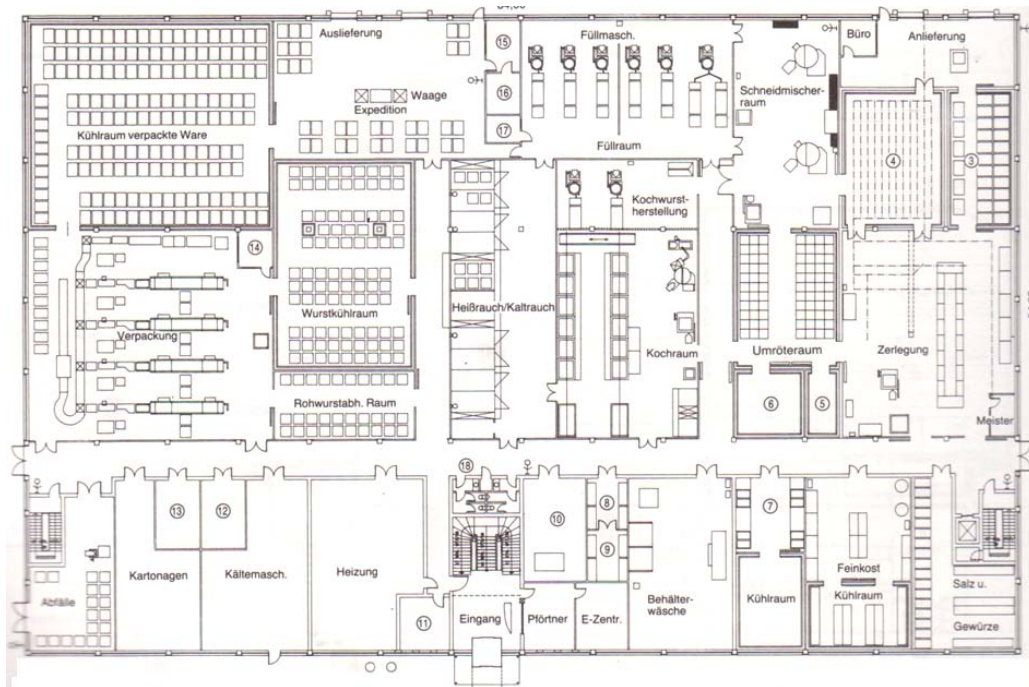 Auslieferung
15
Füllmasch.
Büro
Anlieferung
Schneidmischer-
raum
16
Waage
Expedition
17
Kühlraum verpackte Ware
Füllraum
4
3
Kochwurst-
herstellung
14
Wurstkühlraum
Heißrauch/Kaltrauch
Verpackung
Kochraum
Umröteraum
Zerlegung
Rohwurstabh. Raum
6
5
Meister
18
13
12
10
8
7
9
Kartonagen
Kältemasch.
Heizung
Feinkost
Abfälle
Kühlraum
Salz u.
11
Eingang
Pförtner
E-Zentr.
Behälter-
wäsche
Kühlraum
Gewürze